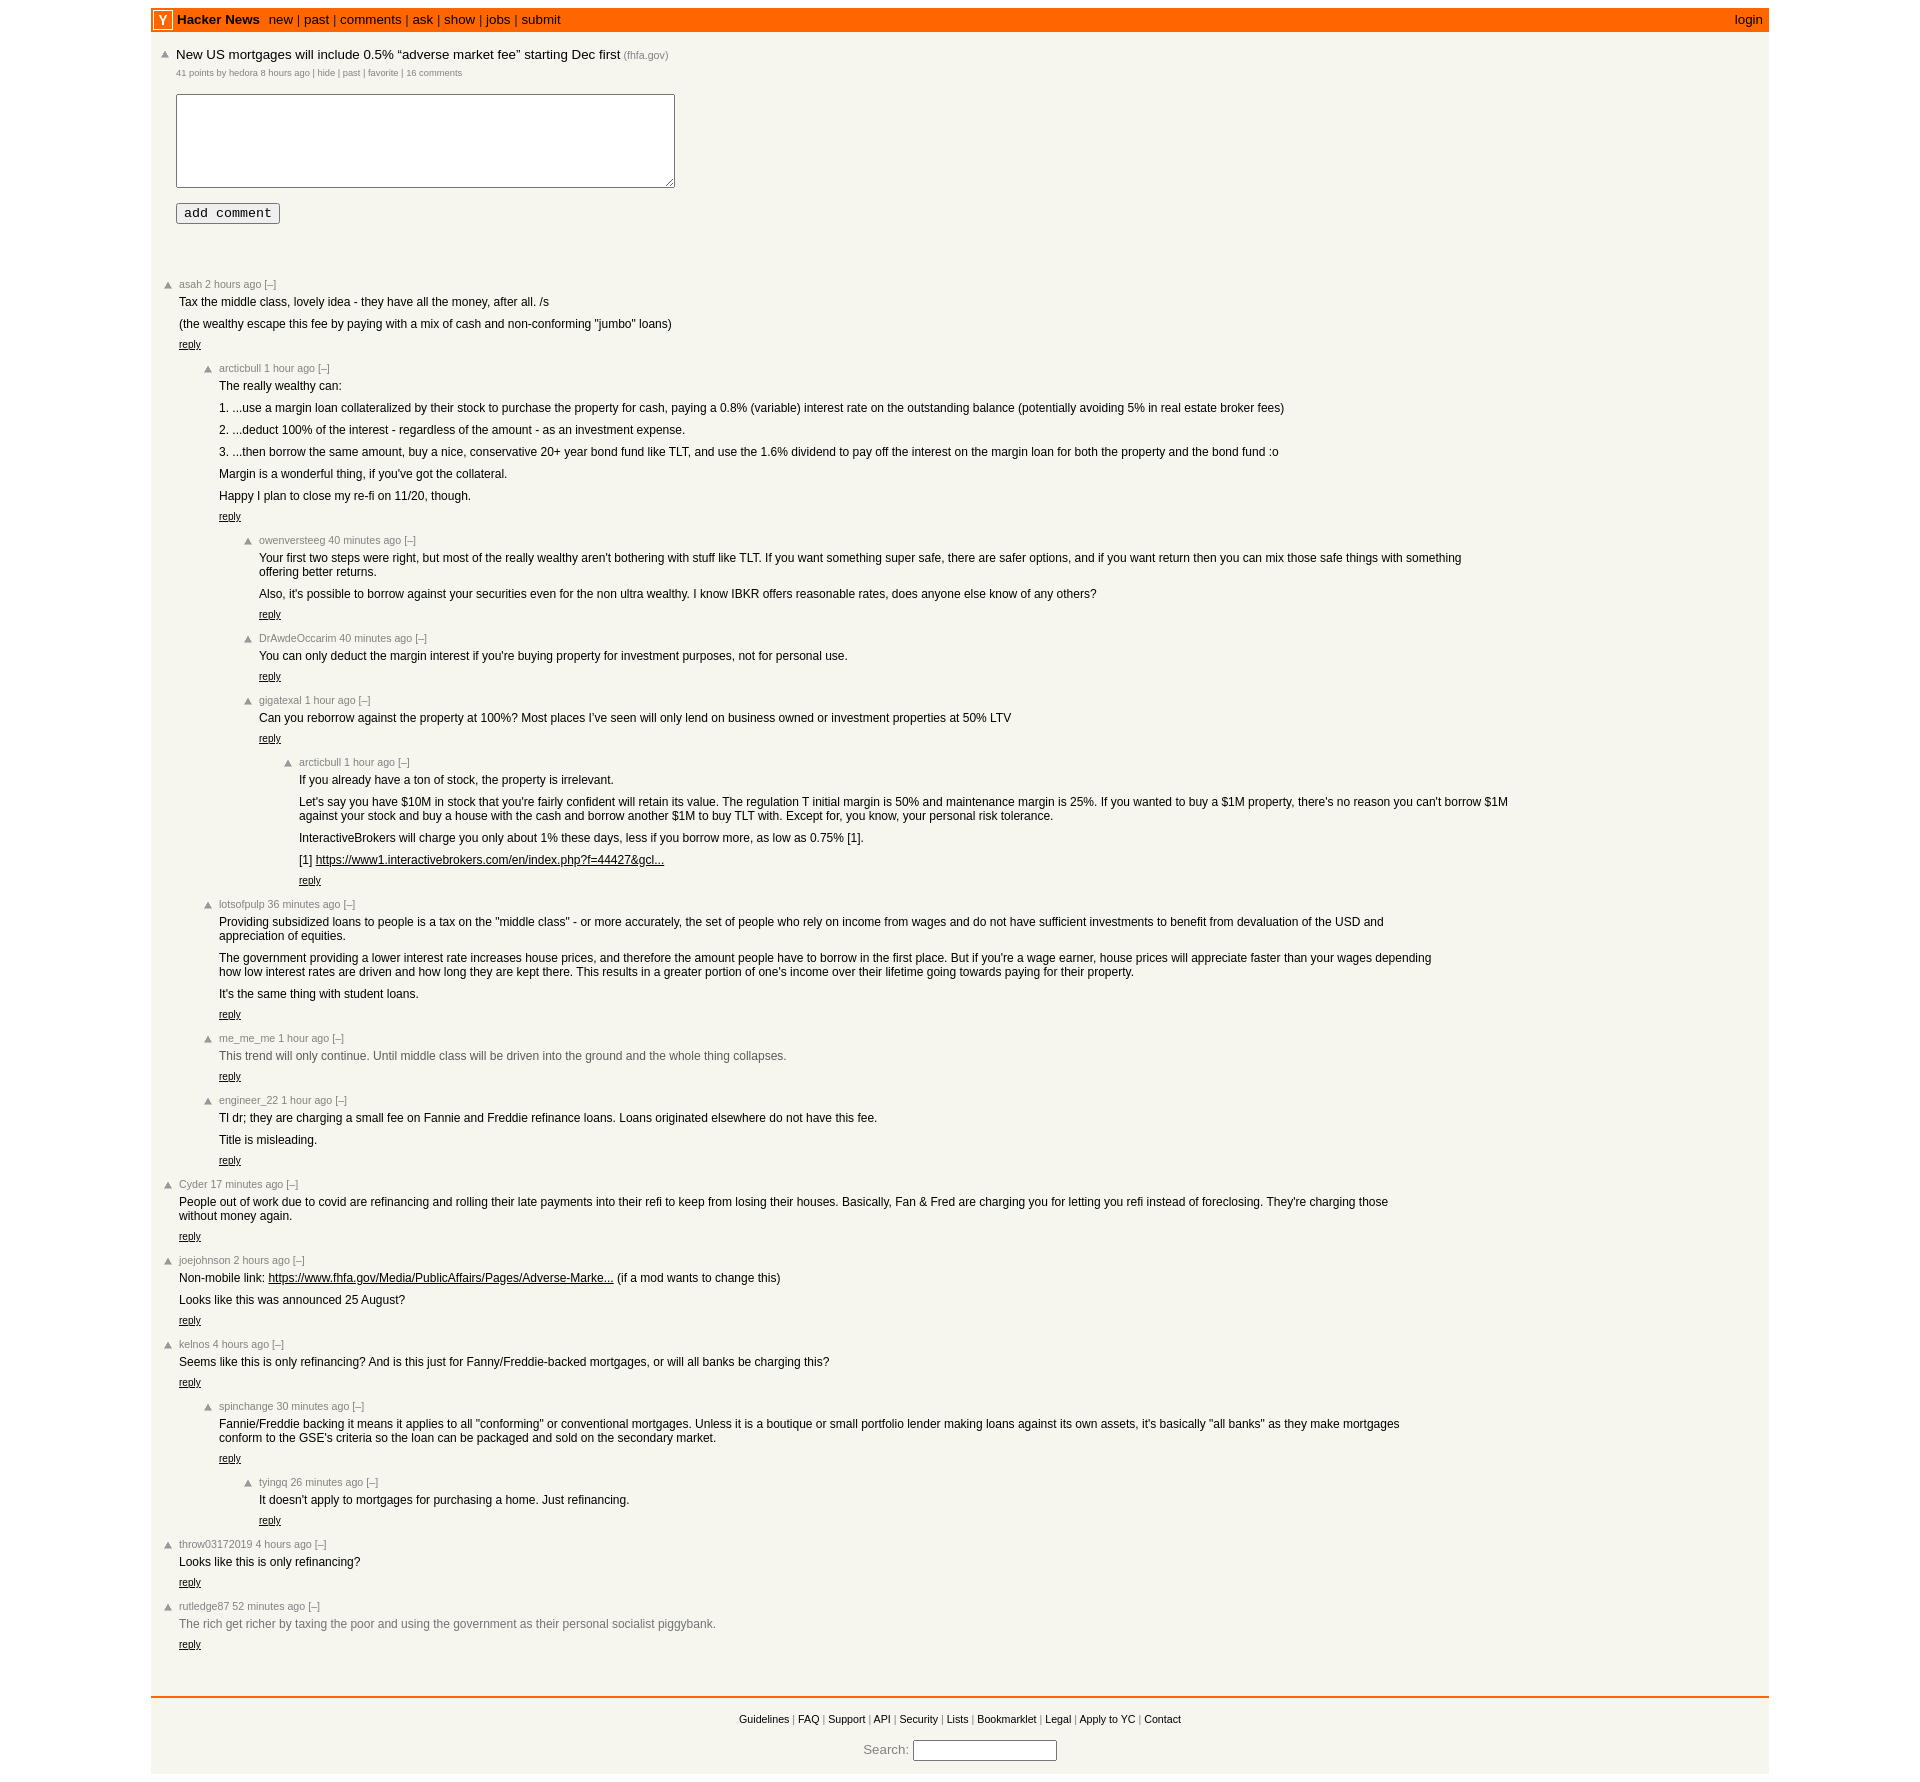 Y Hacker News new | past | comments | ask | show | jobs | submit login
New US mortgages will include 0.5% “adverse market fee” starting Dec first (fhfa.gov)
41 points by hedora 8 hours ago | hide | past | favorite | 16 comments
add comment
asah 2 hours ago [–]
Tax the middle class, lovely idea - they have all the money, after all. /s
(the wealthy escape this fee by paying with a mix of cash and non-conforming "jumbo" loans)
reply
arcticbull 1 hour ago [–]
The really wealthy can:
1. ...use a margin loan collateralized by their stock to purchase the property for cash, paying a 0.8% (variable) interest rate on the outstanding balance (potentially avoiding 5% in real estate broker fees)
2. ...deduct 100% of the interest - regardless of the amount - as an investment expense.
3. ...then borrow the same amount, buy a nice, conservative 20+ year bond fund like TLT, and use the 1.6% dividend to pay off the interest on the margin loan for both the property and the bond fund :o
Margin is a wonderful thing, if you've got the collateral.
Happy I plan to close my re-fi on 11/20, though.
reply
owenversteeg 40 minutes ago [–]
Your first two steps were right, but most of the really wealthy aren't bothering with stuff like TLT. If you want something super safe, there are safer options, and if you want return then you can mix those safe things with something
offering better returns.
Also, it's possible to borrow against your securities even for the non ultra wealthy. I know IBKR offers reasonable rates, does anyone else know of any others?
reply
DrAwdeOccarim 40 minutes ago [–]
You can only deduct the margin interest if you're buying property for investment purposes, not for personal use.
reply
gigatexal 1 hour ago [–]
Can you reborrow against the property at 100%? Most places I've seen will only lend on business owned or investment properties at 50% LTV
reply
arcticbull 1 hour ago [–]
If you already have a ton of stock, the property is irrelevant.
Let's say you have $10M in stock that you're fairly confident will retain its value. The regulation T initial margin is 50% and maintenance margin is 25%. If you wanted to buy a $1M property, there's no reason you can't borrow $1M
against your stock and buy a house with the cash and borrow another $1M to buy TLT with. Except for, you know, your personal risk tolerance.
InteractiveBrokers will charge you only about 1% these days, less if you borrow more, as low as 0.75% [1].
[1] https://www1.interactivebrokers.com/en/index.php?f=44427&gcl...
reply
lotsofpulp 36 minutes ago [–]
Providing subsidized loans to people is a tax on the "middle class" - or more accurately, the set of people who rely on income from wages and do not have sufficient investments to benefit from devaluation of the USD and
appreciation of equities.
The government providing a lower interest rate increases house prices, and therefore the amount people have to borrow in the first place. But if you're a wage earner, house prices will appreciate faster than your wages depending
how low interest rates are driven and how long they are kept there. This results in a greater portion of one's income over their lifetime going towards paying for their property.
It's the same thing with student loans.
reply
me_me_me 1 hour ago [–]
This trend will only continue. Until middle class will be driven into the ground and the whole thing collapses.
reply
engineer_22 1 hour ago [–]
Tl dr; they are charging a small fee on Fannie and Freddie refinance loans. Loans originated elsewhere do not have this fee.
Title is misleading.
reply
Cyder 17 minutes ago [–]
People out of work due to covid are refinancing and rolling their late payments into their refi to keep from losing their houses. Basically, Fan & Fred are charging you for letting you refi instead of foreclosing. They're charging those
without money again.
reply
joejohnson 2 hours ago [–]
Non-mobile link: https://www.fhfa.gov/Media/PublicAffairs/Pages/Adverse-Marke... (if a mod wants to change this)
Looks like this was announced 25 August?
reply
kelnos 4 hours ago [–]
Seems like this is only refinancing? And is this just for Fanny/Freddie-backed mortgages, or will all banks be charging this?
reply
spinchange 30 minutes ago [–]
Fannie/Freddie backing it means it applies to all "conforming" or conventional mortgages. Unless it is a boutique or small portfolio lender making loans against its own assets, it's basically "all banks" as they make mortgages
conform to the GSE's criteria so the loan can be packaged and sold on the secondary market.
reply
tyingq 26 minutes ago [–]
It doesn't apply to mortgages for purchasing a home. Just refinancing.
reply
throw03172019 4 hours ago [–]
Looks like this is only refinancing?
reply
rutledge87 52 minutes ago [–]
The rich get richer by taxing the poor and using the government as their personal socialist piggybank.
reply
Guidelines | FAQ | Support | API | Security | Lists | Bookmarklet | Legal | Apply to YC | Contact
Search: